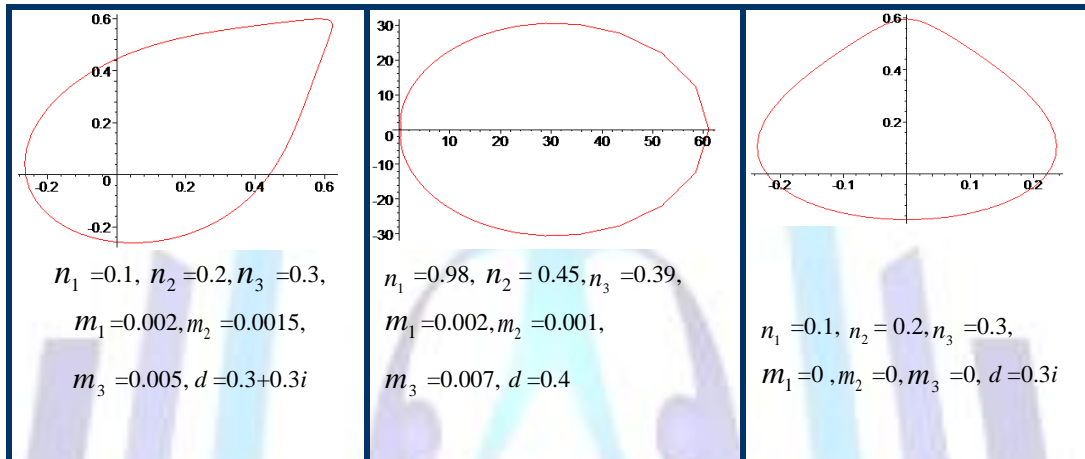 0.6
0.4
0.2
0
-0.2
-0.2 0 0.2 0.4 0.6
n₁ =0.1, n₂ =0.2, n₃ =0.3,
m₁ =0.002, m₂ =0.0015,
m₃ =0.005, d =0.3+0.3i
30
20
10
0
-10
-20
-30
10 20 30 40 50 60
n₁ =0.98, n₂ = 0.45, n₃ =0.39,
m₁ =0.002, m₂ =0.001,
m₃ =0.007, d =0.4
0.6
0.4
0.2
-0.2 -0.1 0.1 0.2
n₁ =0.1, n₂ = 0.2, n₃ =0.3,
m₁ =0 , m₂ =0, m₃ =0, d =0.3i